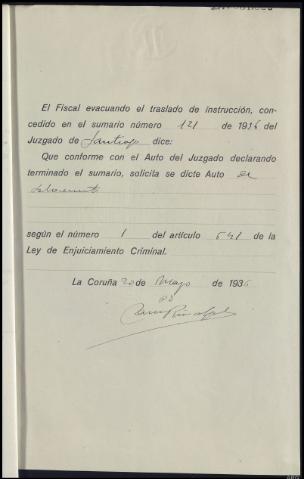 El Fiscal evacuando el traslado de instrucción, con-
cedido en el sumario número 121 de 1936 del
Juzgado de Santiago dice:
Que conforme con el Auto del Juzgado declarando
terminado el sumario, solicita se dicte Auto de
según el número 1 del artículo 641 de la
Ley de Enjuiciamiento Criminal.
La Coruña 20 de Mayo de 1936